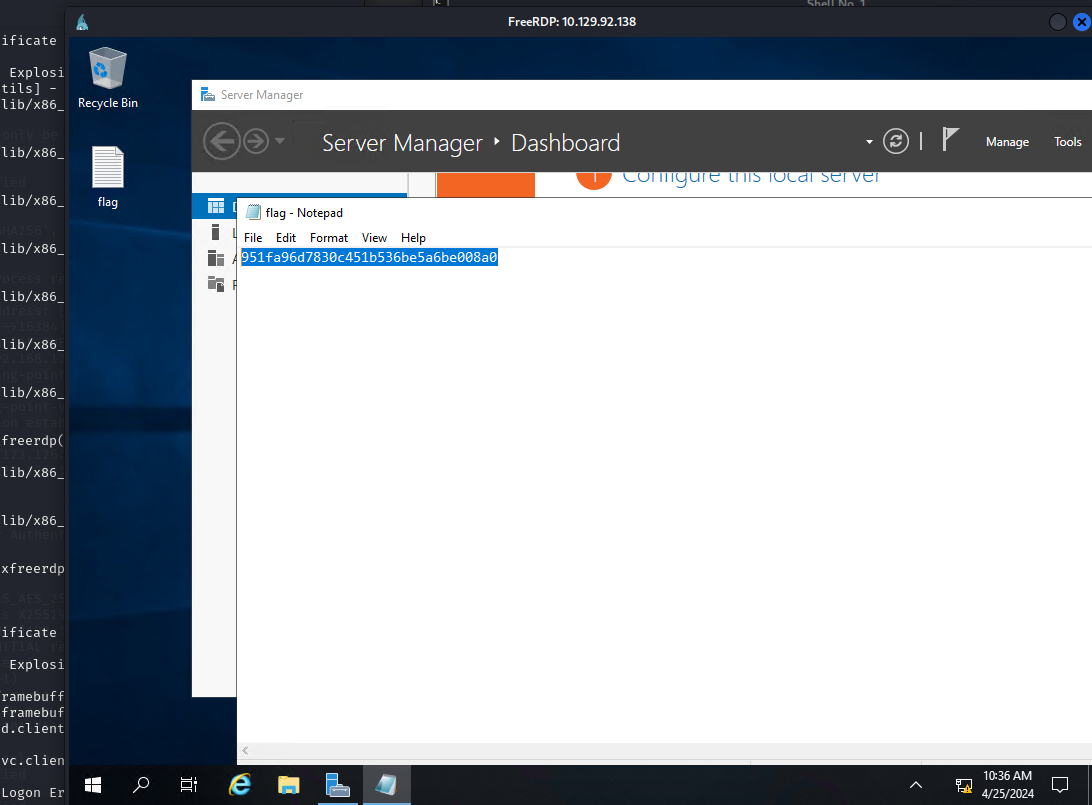 Shell No. 1
FreeRDP: 10.129.92.138
ificate
Explosi
tils] -
lib/x86_
lib/x86_
lib/x86_
lib/x86_
lib/x86_
lib/x86_
lib/x86_
freerdp(
lib/x86_
lib/x86_
xfreerdp
ificate
Explosi
framebuff
framebuf
d.client
vc.clien
Logon Er
Recycle Bin
flag
Server Manager
Server Manager
Dashboard
Manage
Tools
1
Configure this local server
flag - Notepad
File Edit Format View Help
951fa96d7830c451b536be5a6be008a0
10:36 AM
4/25/2024